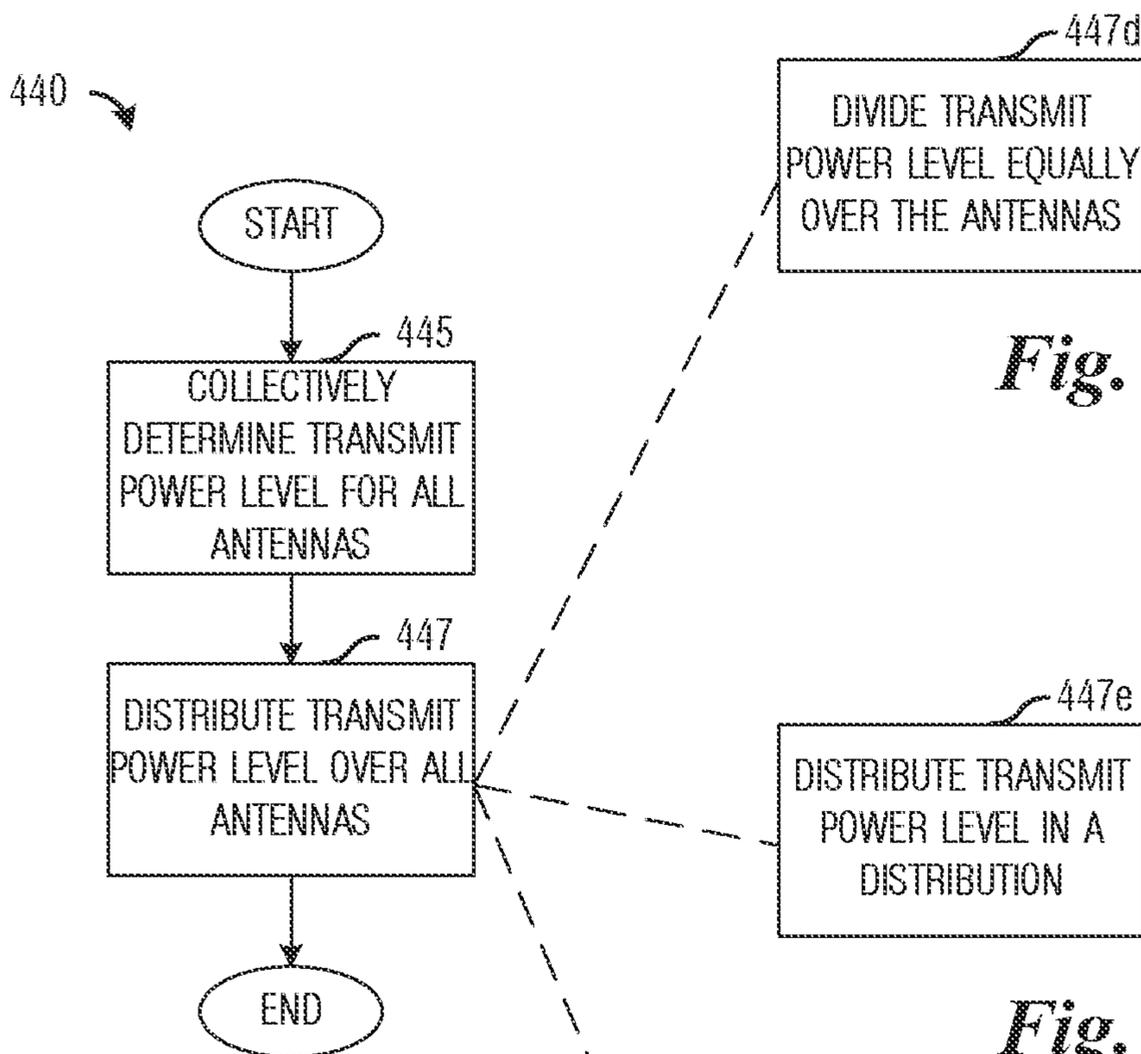 440
START
445
COLLECTIVELY
DETERMINE TRANSMIT
POWER LEVEL FOR ALL
ANTENNAS
447
DISTRIBUTE TRANSMIT
POWER LEVEL OVER ALL
ANTENNAS
END
447d
DIVIDE TRANSMIT
POWER LEVEL EQUALLY
OVER THE ANTENNAS
Fig.
447e
DISTRIBUTE TRANSMIT
POWER LEVEL IN A
DISTRIBUTION
Fig.